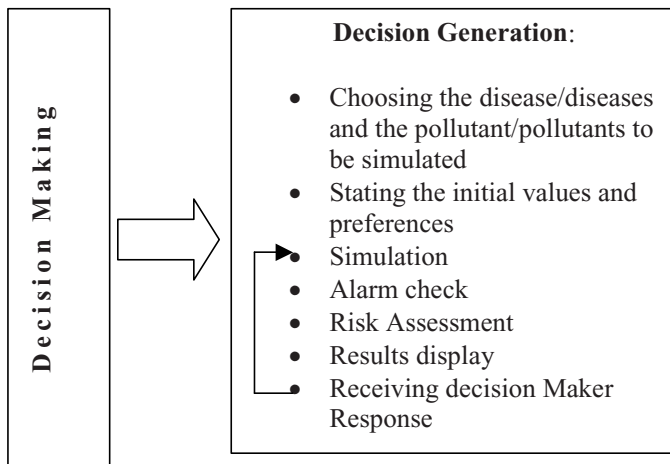 Decision Making
Decision Generation:
• Choosing the disease/diseases
and the pollutant/pollutants to
be simulated
• Stating the initial values and
preferences
• Simulation
• Alarm check
• Risk Assessment
• Results display
• Receiving decision Maker
Response